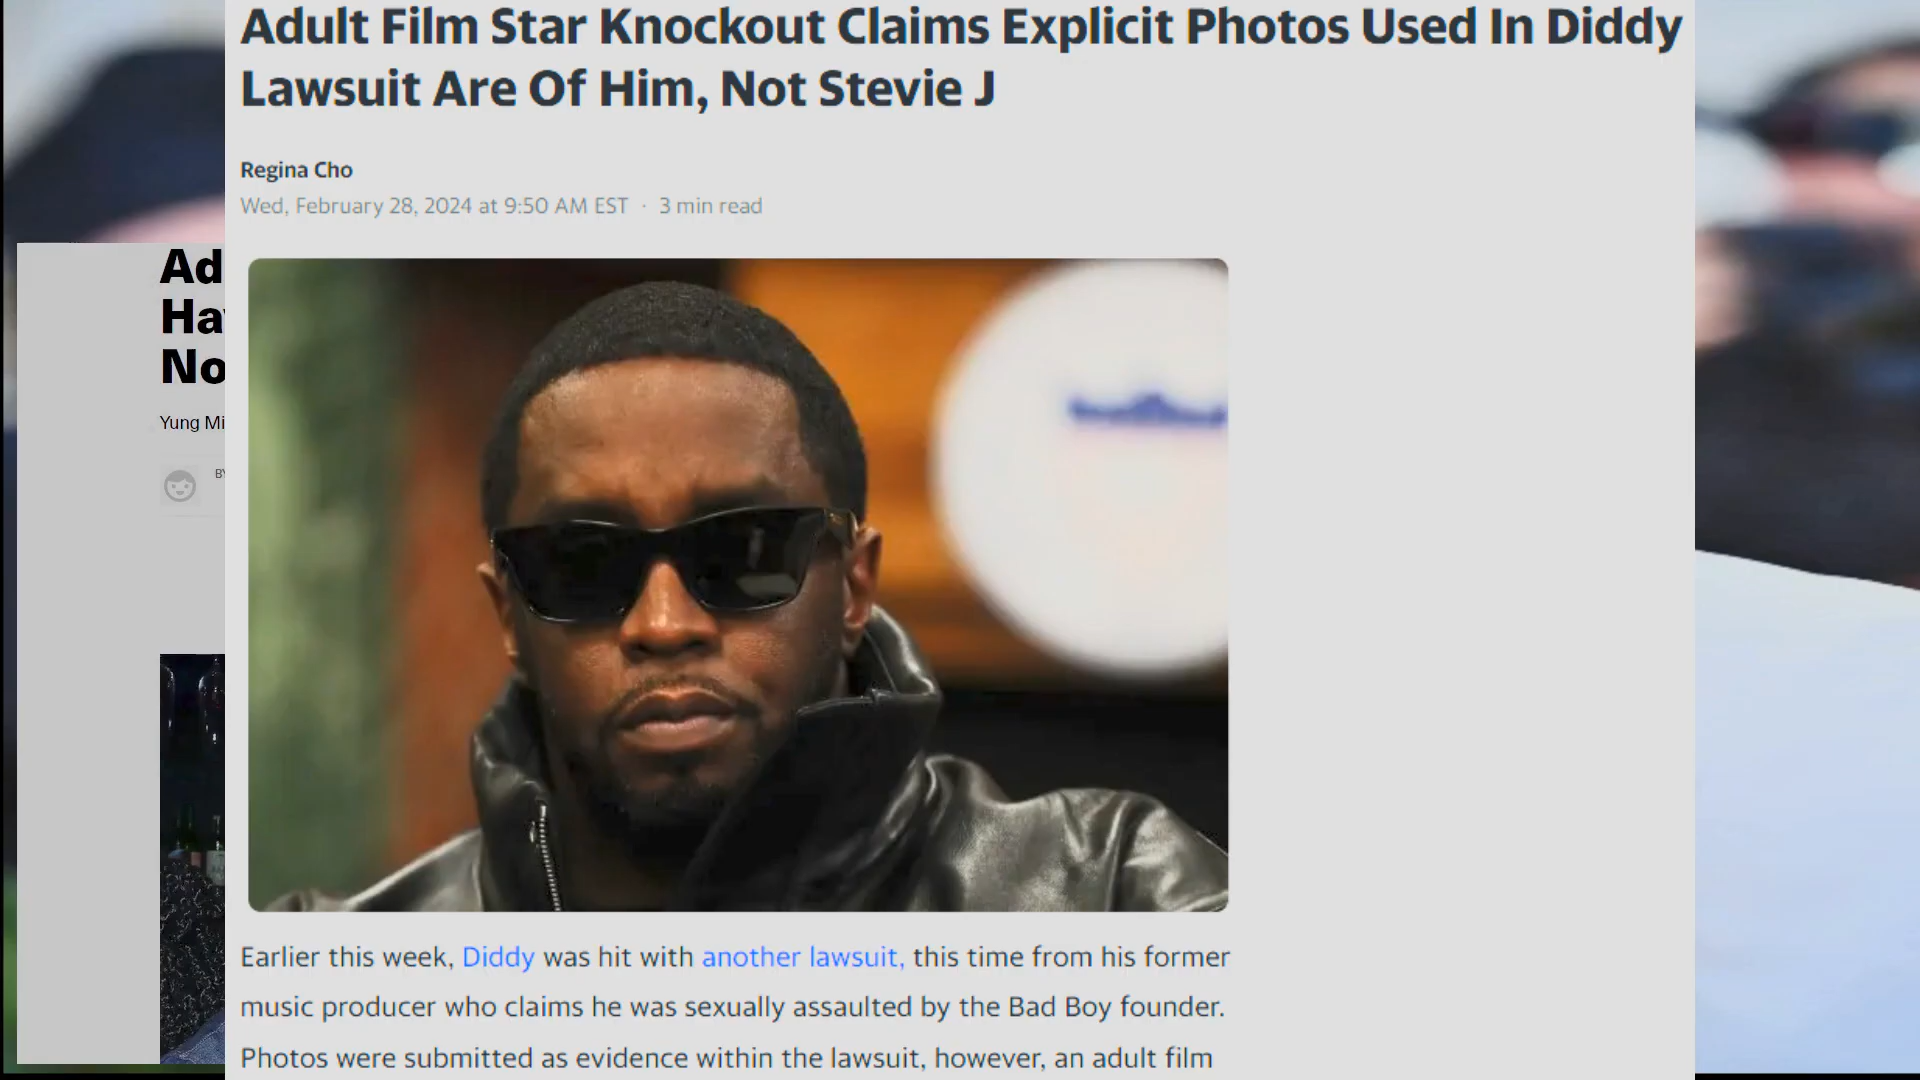 Adult Film Star Knockout Claims Explicit Photos Used In Diddy
Lawsuit Are Of Him, Not Stevie J
Regina Cho
Wed, February 28, 2024 at 9:50 AM EST · 3 min read
Ad
Ha
No
Yung Mi
BY
Earlier this week, Diddy was hit with another lawsuit, this time from his former
music producer who claims he was sexually assaulted by the Bad Boy founder.
Photos were submitted as evidence within the lawsuit, however, an adult film